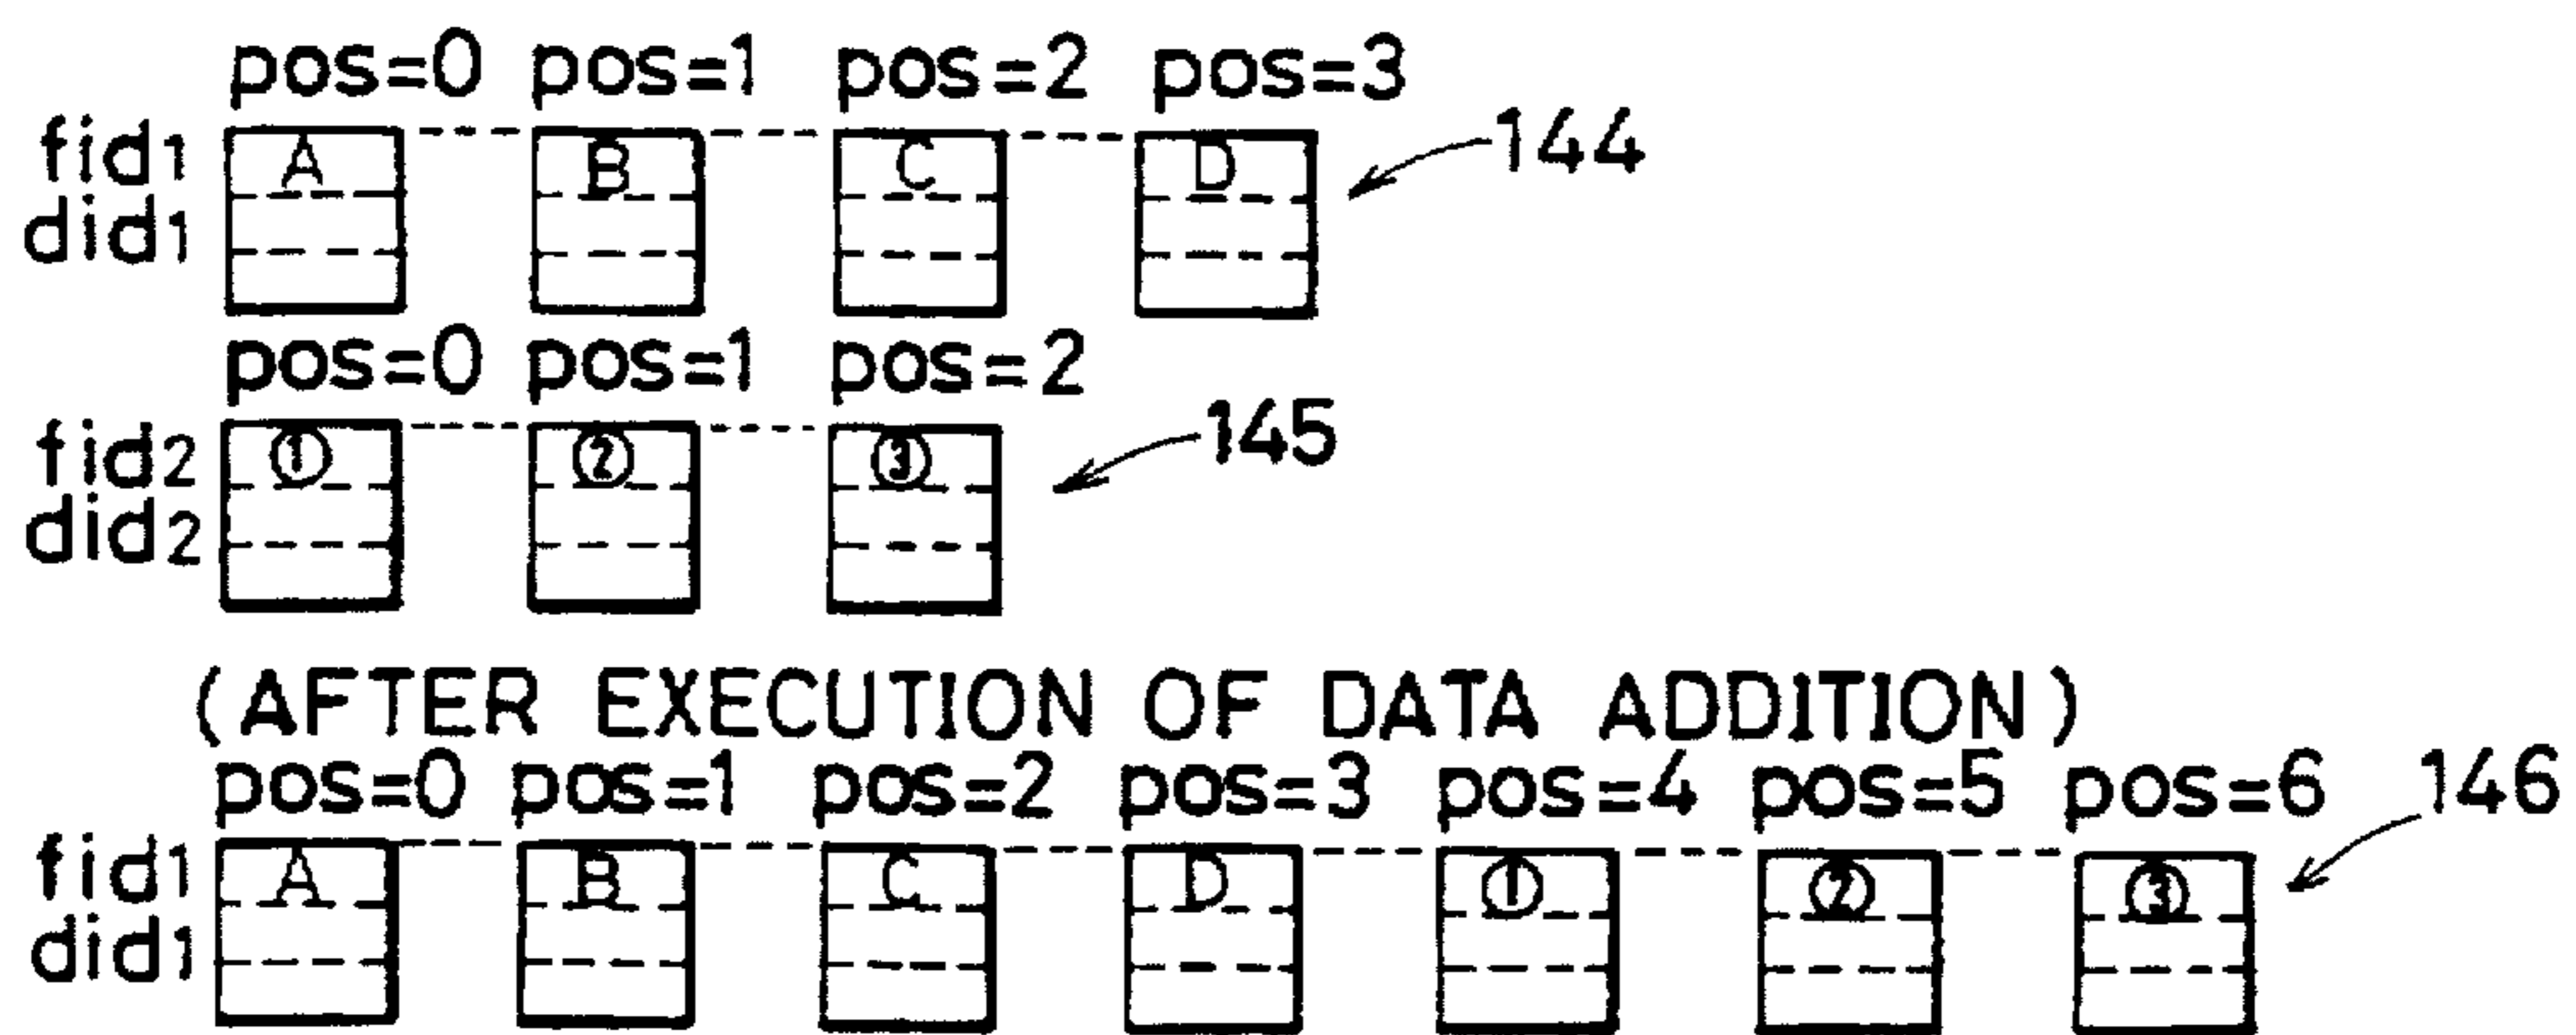 pos=0 pos=1 pos=2 pos=3
fid1 A B C D 144
did1
pos=0 pos=1 pos=2
fid2 ① ② ③ 145
did2
(AFTER EXECUTION OF DATA ADDITION)
pos=0 pos=1 pos=2 pos=3 pos=4 pos=5 pos=6 146
fid1 A B C D ① ② ③
did1